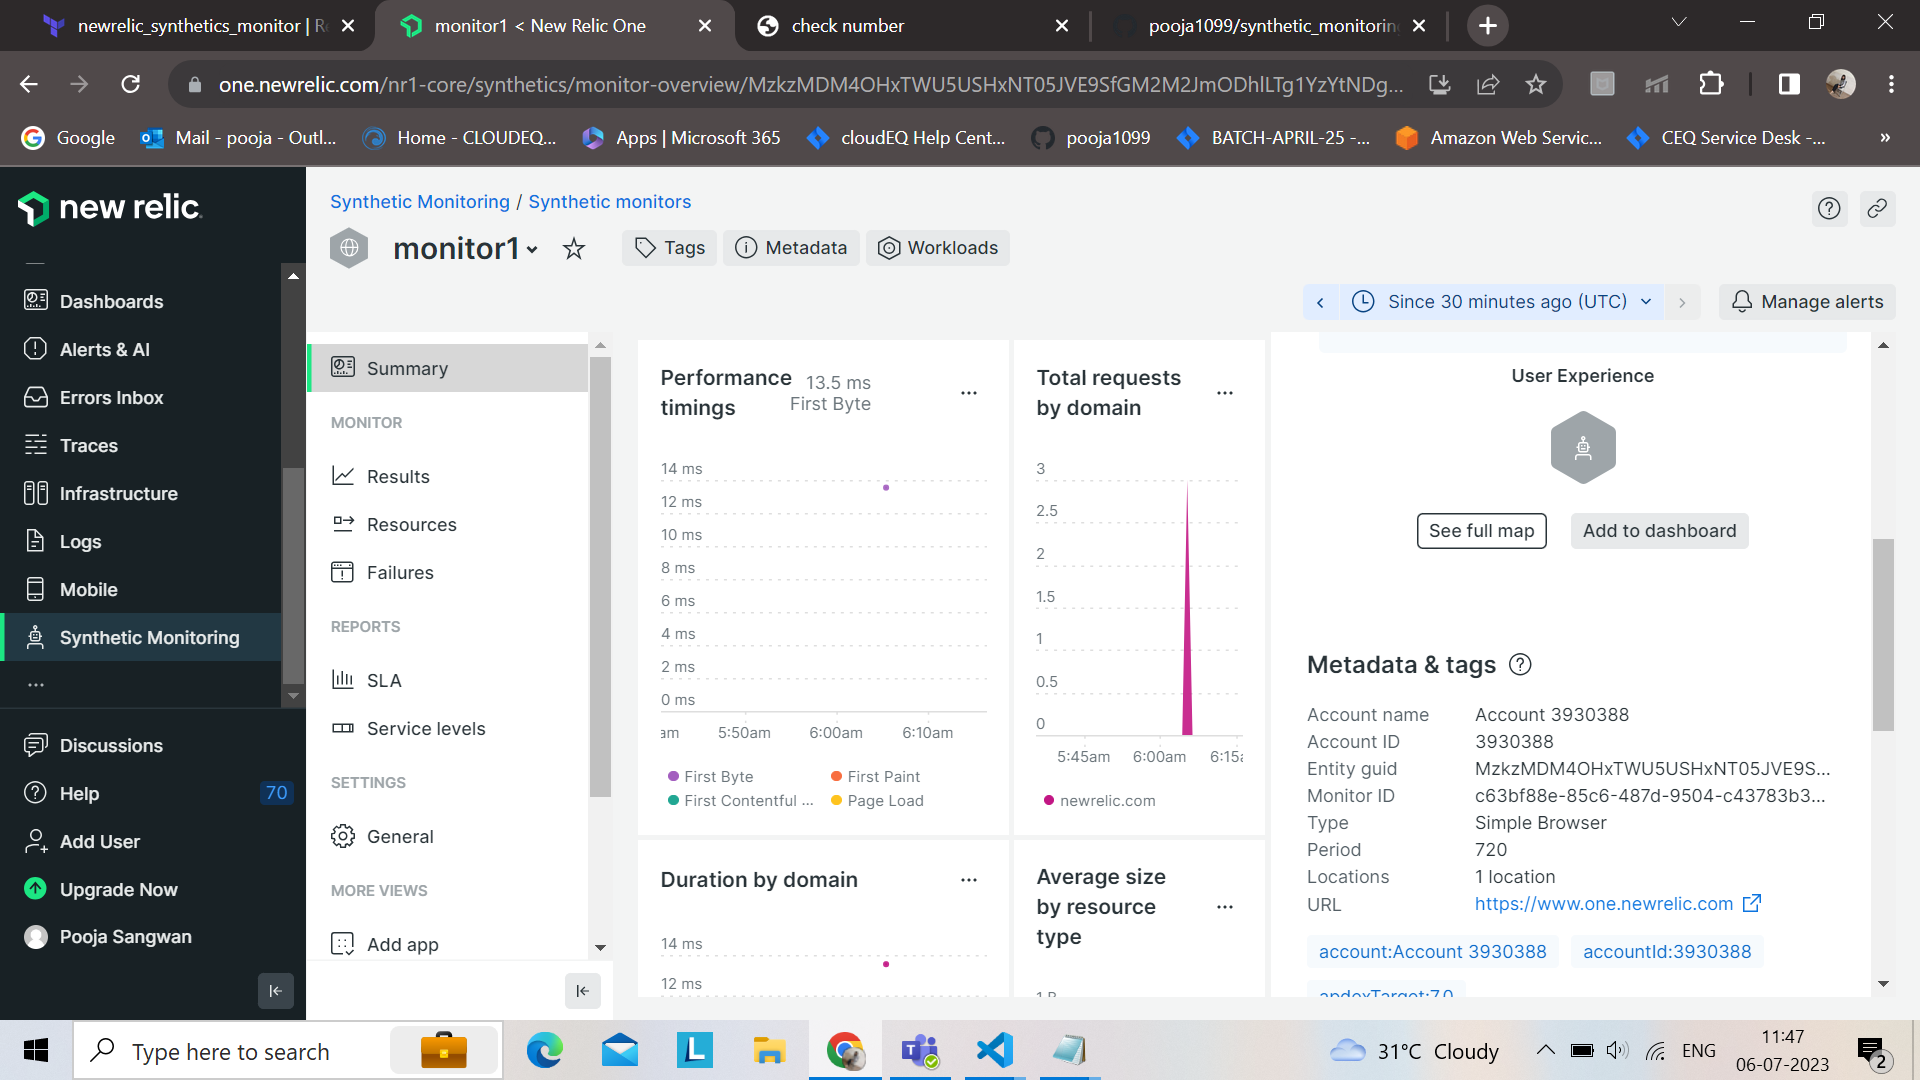 newrelic_synthetics_monitor | R
monitor1 < New Relic One
check number
pooja1099/synthetic_monitorin
one.newrelic.com/nr1-core/synthetics/monitor-overview/MzkzMDM4OHxTWU5USHxNT05JVE9SfGM2M2JmODhlLTg1YzYtNDg...
Google
Mail - pooja - Outl...
Home - CLOUDEQ...
Apps | Microsoft 365
cloudEQ Help Cent...
pooja1099
BATCH-APRIL-25 -...
Amazon Web Servic...
CEQ Service Desk -...
»
new relic
Dashboards
Alerts & AI
Errors Inbox
Traces
Infrastructure
Logs
Mobile
Synthetic Monitoring
...
Discussions
Help 70
Add User
Upgrade Now
Pooja Sangwan
Synthetic Monitoring / Synthetic monitors
monitor1
Tags
Metadata
Workloads
Since 30 minutes ago (UTC)
Manage alerts
Summary
MONITOR
Results
Resources
Failures
REPORTS
SLA
Service levels
SETTINGS
General
MORE VIEWS
Add app
Performance timings
13.5 ms
First Byte
...
14 ms
12 ms
10 ms
8 ms
6 ms
4 ms
2 ms
0 ms
am 5:50am 6:00am 6:10am
First Byte
First Paint
First Contentful ...
Page Load
Total requests by domain
...
3
2.5
2
1.5
1
0.5
0
5:45am 6:00am 6:15a
newrelic.com
Duration by domain
...
14 ms
12 ms
Average size by resource type
...
User Experience
See full map
Add to dashboard
Metadata & tags
Account name Account 3930388
Account ID 3930388
Entity guid MzkzMDM4OHxTWU5USHxNT05JVE9S...
Monitor ID c63bf88e-85c6-487d-9504-c43783b3...
Type Simple Browser
Period 720
Locations 1 location
URL https://www.one.newrelic.com
account:Account 3930388
accountId:3930388
apdexTarget:7.0
Type here to search
31°C Cloudy
ENG
11:47
06-07-2023
2